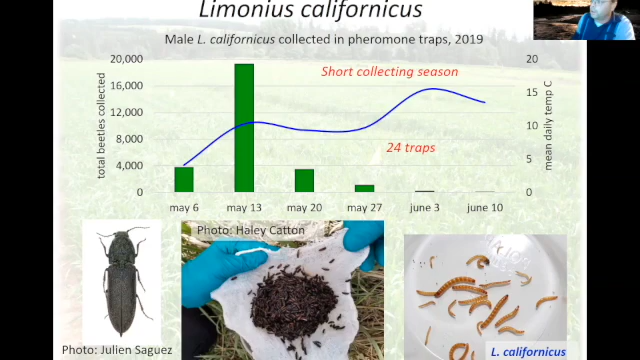 Limonius californicus
Male L. californicus collected in pheromone traps, 2019
20,000
16,000
12,000
8,000
4,000
0
total beetles collected
Short collecting season
24 traps
20
15
10
5
0
mean daily temp C
may 6 may 13 may 20 may 27 june 3 june 10
Photo: Haley Catton
Photo: Julien Saguez
L. californicus